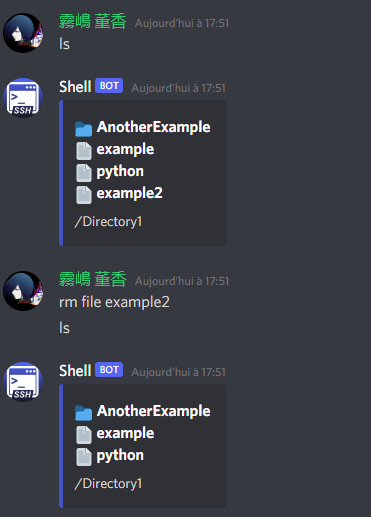 霧嶋 董香 Aujourd'hui à 17:51
ls
Shell BOT Aujourd'hui à 17:51
AnotherExample
example
python
example2
/Directory1
霧嶋 董香 Aujourd'hui à 17:51
rm file example2
ls
Shell BOT Aujourd'hui à 17:51
AnotherExample
example
python
/Directory1
>_
SSH
>_
SSH